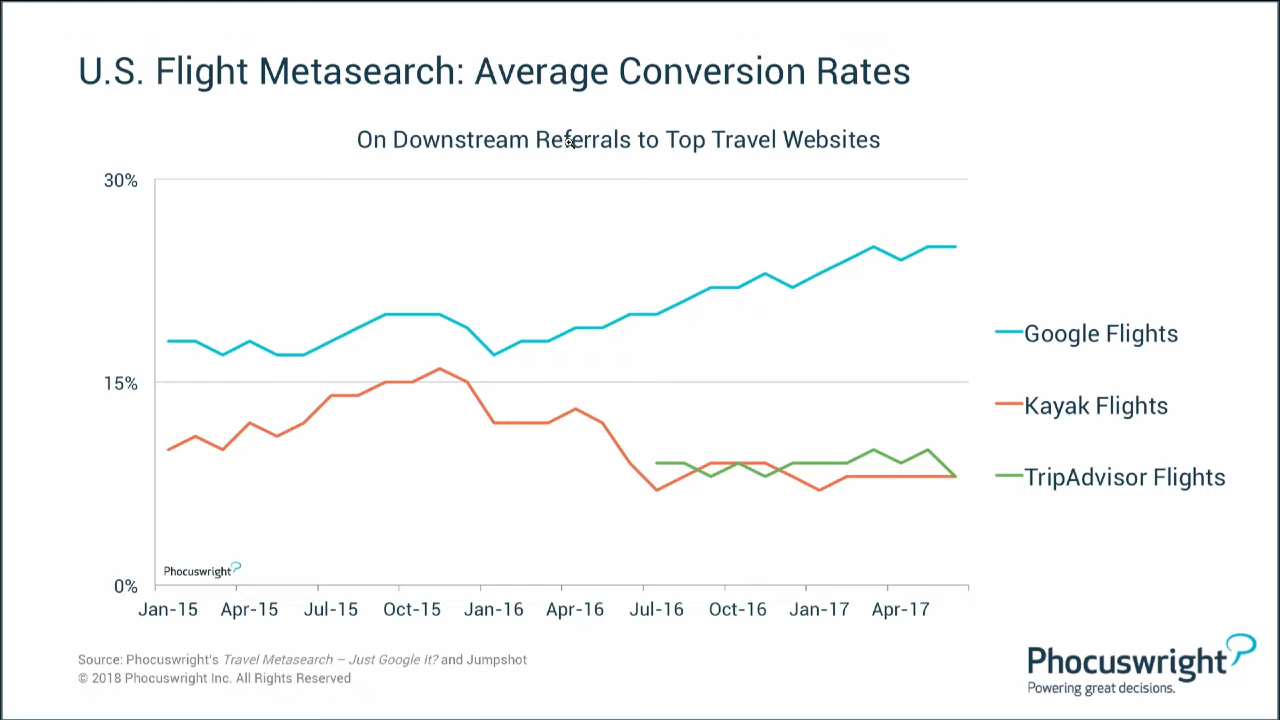 U.S. Flight Metasearch: Average Conversion Rates
On Downstream Referrals to Top Travel Websites
30%
15%
0%
Google Flights
Kayak Flights
TripAdvisor Flights
Phocuswright
Jan-15 Apr-15 Jul-15 Oct-15 Jan-16 Apr-16 Jul-16 Oct-16 Jan-17 Apr-17
Source: Phocuswright's Travel Metasearch – Just Google It? and Jumpshot
© 2018 Phocuswright Inc. All Rights Reserved
Phocuswright
Powering great decisions.